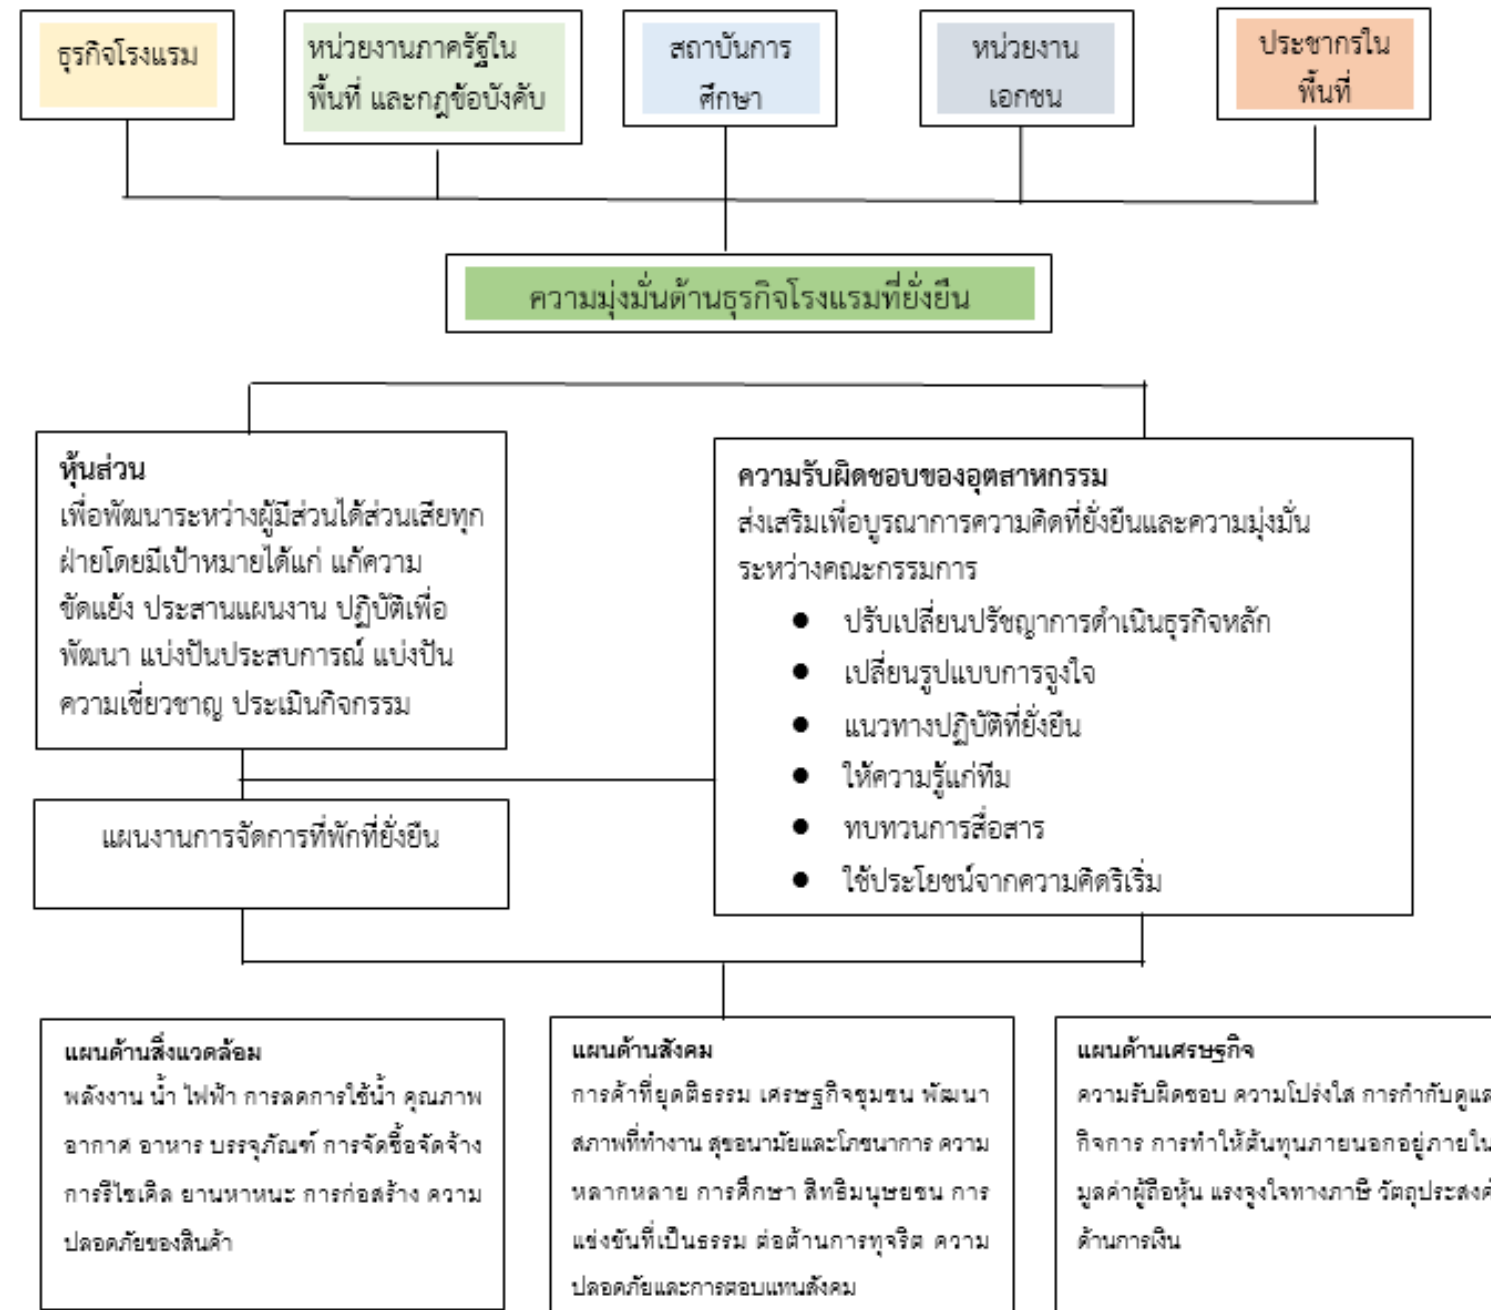 ธุรกิจโรงแรม
หน่วยงานภาครัฐใน
พื้นที่ และกฎข้อบังคับ
สถาบันการ
ศึกษา
หน่วยงาน
เอกชน
ประชากรใน
พื้นที่
ความมุ่งมั่นด้านธุรกิจโรงแรมที่ยั่งยืน
หุ้นส่วน
เพื่อพัฒนาระหว่างผู้มีส่วนได้ส่วนเสียทุก
ฝ่ายโดยมีเป้าหมายได้แก่ แก้ความ
ขัดแย้ง ประสานแผนงาน ปฏิบัติเพื่อ
พัฒนา แบ่งปันประสบการณ์ แบ่งปัน
ความเชี่ยวชาญ ประเมินกิจกรรม
ความรับผิดชอบของอุตสาหกรรม
ส่งเสริมเพื่อบูรณาการความคิดที่ยั่งยืนและความมุ่งมั่น
ระหว่างคณะกรรมการ
● ปรับเปลี่ยนปรัชญาการดำเนินธุรกิจหลัก
● เปลี่ยนรูปแบบการจูงใจ
● แนวทางปฏิบัติที่ยั่งยืน
● ให้ความรู้แก่ทีม
● ทบทวนการสื่อสาร
● ใช้ประโยชน์จากความคิดริเริ่ม
แผนงานการจัดการที่พักที่ยั่งยืน
แผนด้านสิ่งแวดล้อม
พลังงาน น้ำ ไฟฟ้า การลดการใช้น้ำ คุณภาพ
อากาศ อาหาร บรรจุภัณฑ์ การจัดซื้อจัดจ้าง
การรีไซเคิล ยานหาหนะ การก่อสร้าง ความ
ปลอดภัยของสินค้า
แผนด้านสังคม
การค้าที่ยุติธรรม เศรษฐกิจชุมชน พัฒนา
สภาพที่ทำงาน สุขอนามัยและโภชนาการ ความ
หลากหลาย การศึกษา สิทธิมนุษยชน การ
แข่งขันที่เป็นธรรม ต่อต้านการทุจริต ความ
ปลอดภัยและการตอบแทนสังคม
แผนด้านเศรษฐกิจ
ความรับผิดชอบ ความโปร่งใส การกำกับดูแล
กิจการ การทำให้ต้นทุนภายนอกอยู่ภายใน
มูลค่าผู้ถือหุ้น แรงจูงใจทางภาษี วัตถุประสงค์
ด้านการเงิน